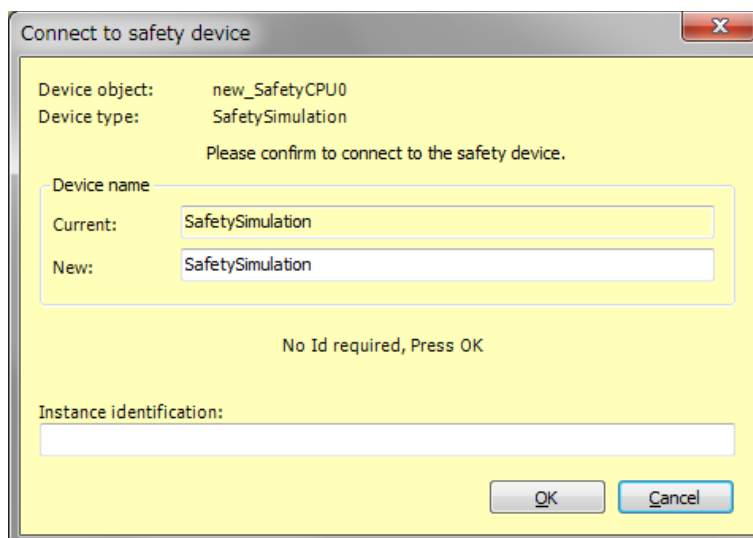 Connect to safety device
X
Device object: new_SafetyCPU0
Device type: SafetySimulation
Please confirm to connect to the safety device.
Device name
Current: SafetySimulation
New: SafetySimulation
No Id required, Press OK
Instance identification:
OK Cancel